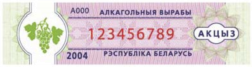 А000 АЛКАГОЛЬНЫЯ ВЫРАБЫ
123456789
АКЦЫЗ
2004 РЭСПУБЛІКА БЕЛАРУСЬ